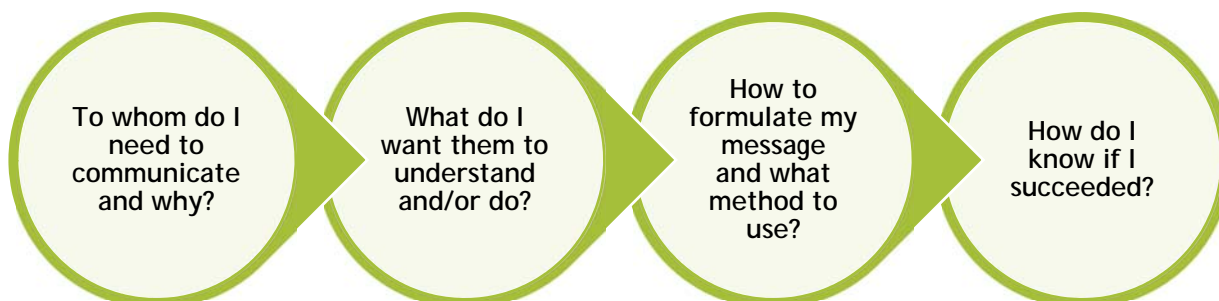 To whom do I
need to
communicate
and why?
What do I
want them to
understand
and/or do?
How to
formulate my
message
and what
method to
use?
How do I
know if I
succeeded?